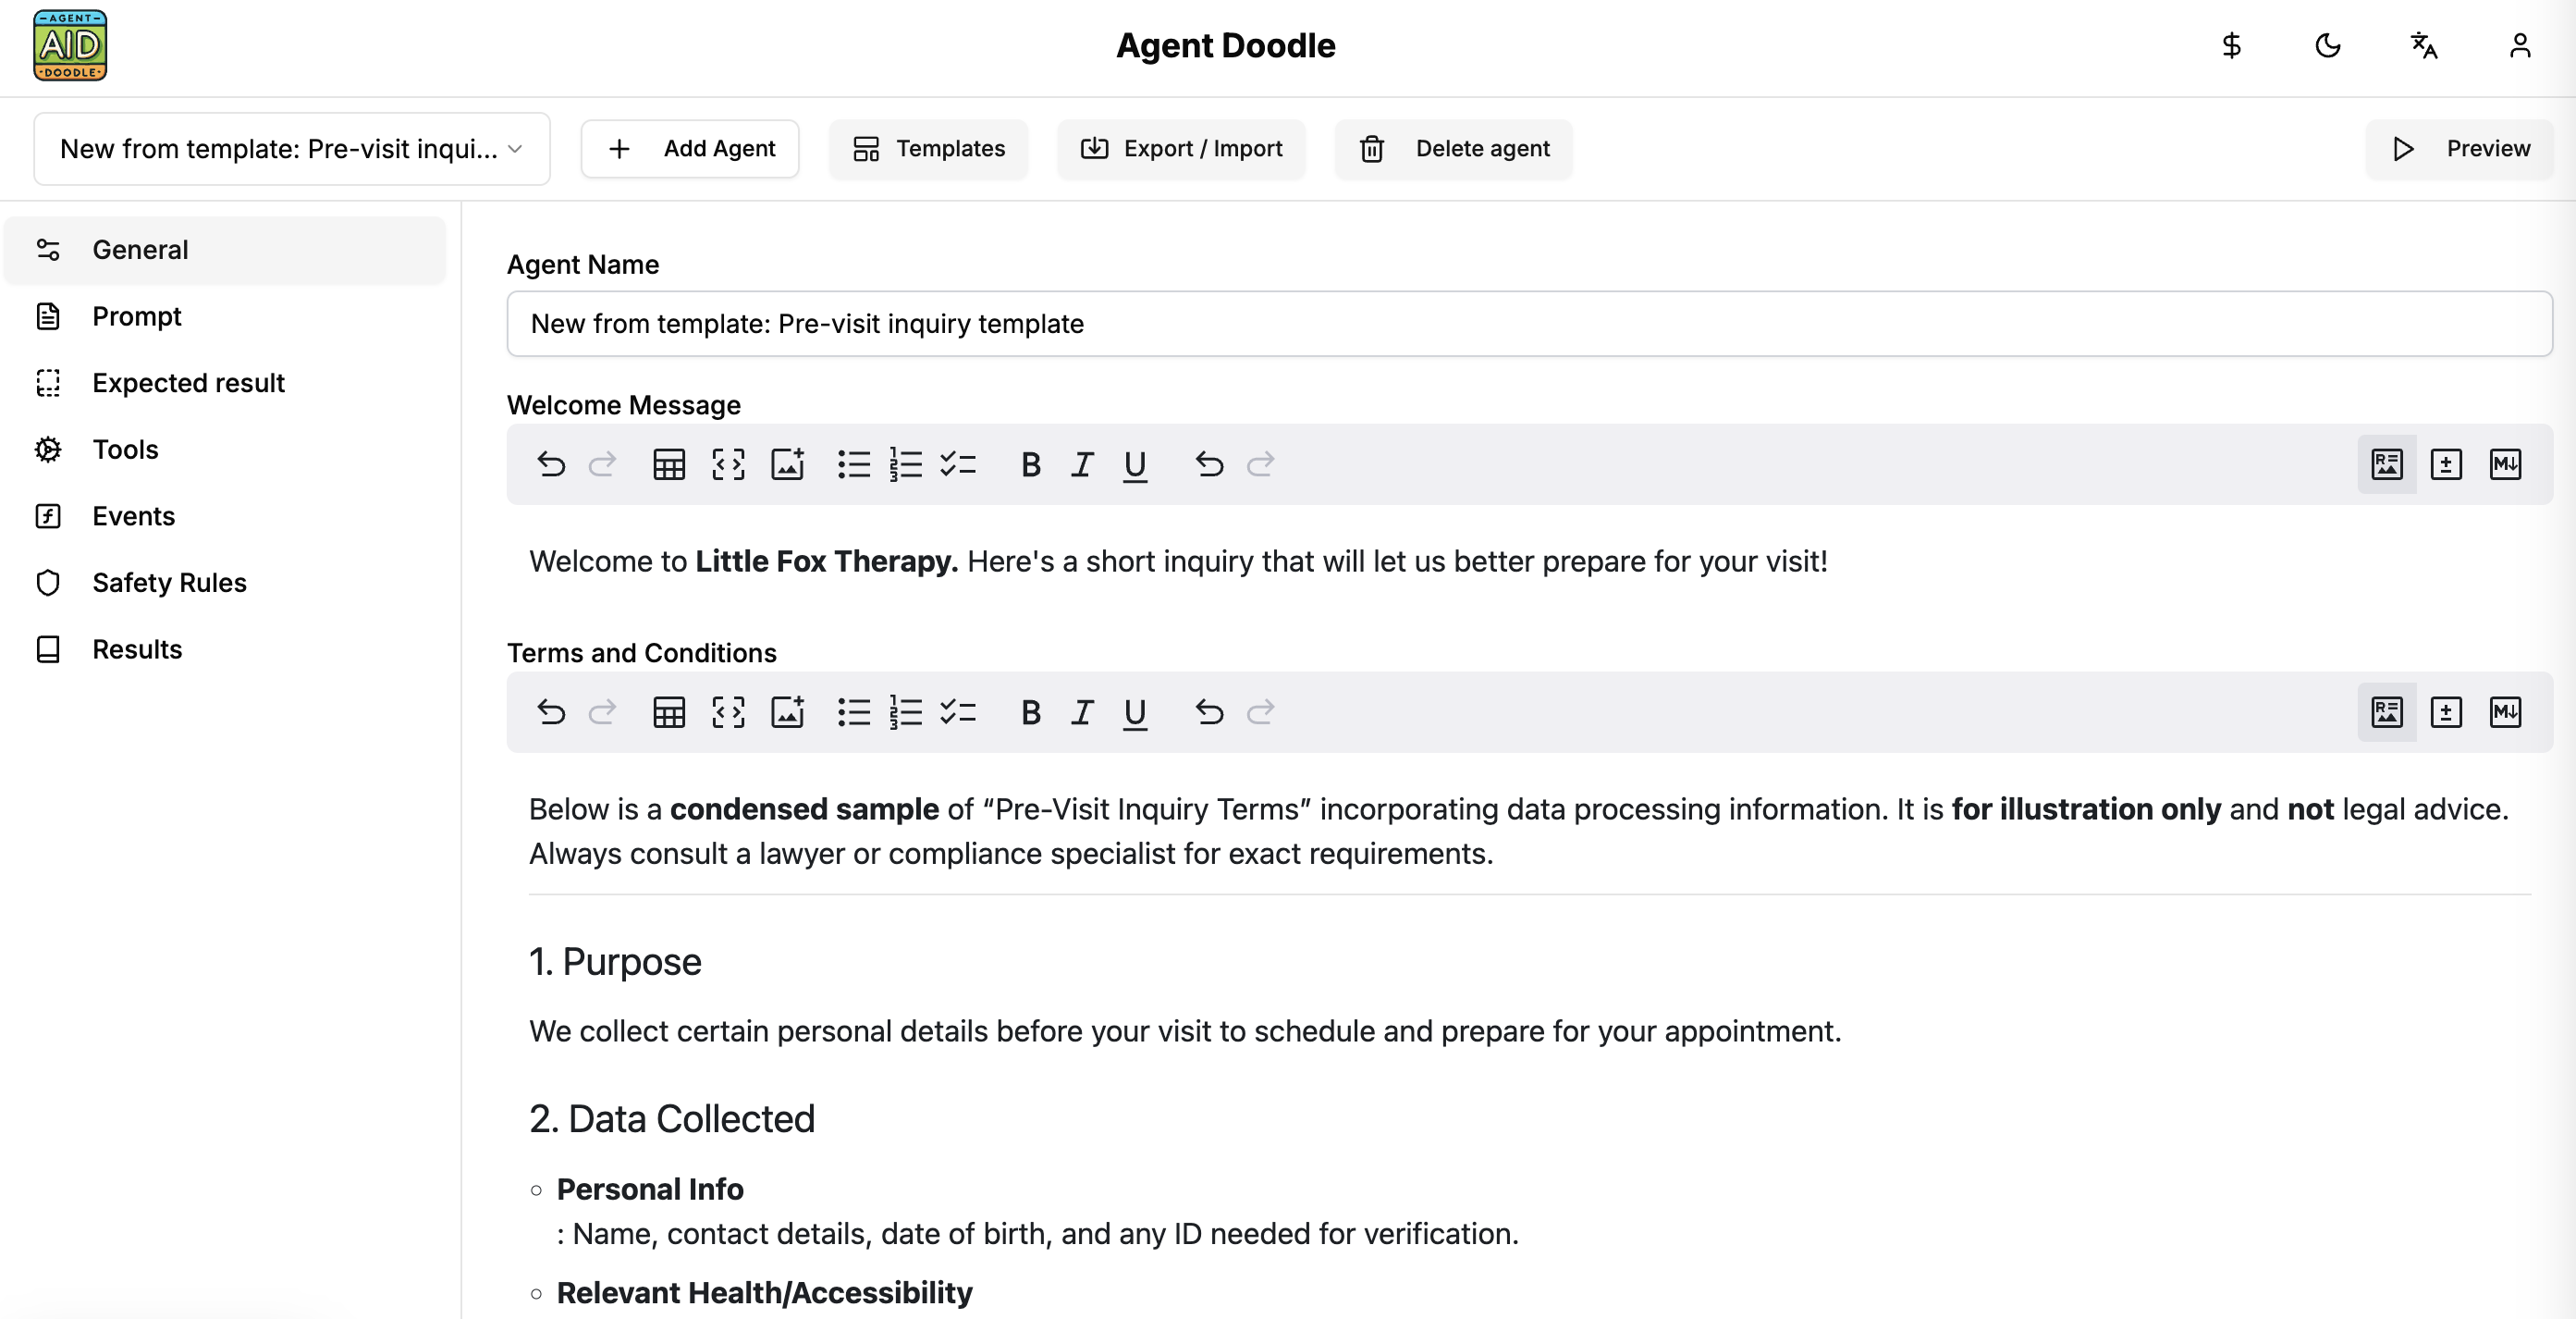 AGENT
AID
DOODLE
Agent Doodle
New from template: Pre-visit inqui...
Add Agent
Templates
Export / Import
Delete agent
Preview
General
Prompt
Expected result
Tools
Events
Safety Rules
Results
Agent Name
New from template: Pre-visit inquiry template
Welcome Message
Welcome to Little Fox Therapy. Here's a short inquiry that will let us better prepare for your visit!
Terms and Conditions
Below is a condensed sample of “Pre-Visit Inquiry Terms” incorporating data processing information. It is for illustration only and not legal advice.
Always consult a lawyer or compliance specialist for exact requirements.
1. Purpose
We collect certain personal details before your visit to schedule and prepare for your appointment.
2. Data Collected
Personal Info
: Name, contact details, date of birth, and any ID needed for verification.
Relevant Health/Accessibility